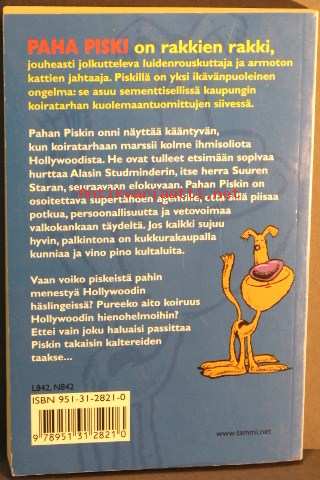 PAHA PISKI on rakkien rakki,
jouheasti jolkutteleva luidenrouskuttaja ja armoton
kattien jahtaaja. Piskillä on yksi ikävänpuoleinen
ongelma: se asuu sementtisellissä kaupungin
koiratarhan kuolemaantuomittujen siivessä.
Pahan Piskin onni näyttää kääntyvän,
kun koiratarhaan marssii kolme ihmisoliota
Hollywoodista. He ovat tulleet etsimään sopivaa
hurttaa Alasin Studminderin, itse herra Suuren
Staran, seuraavaan elokuvaan. Pahan Piskin on
osoitettava supertähden agentille, että sillä piisaa
potkua, persoonallisuutta ja vetovoimaa
valkokankaan täydeltä. Jos kaikki sujuu
hyvin, palkintona on kukkurakaupalla
kunniaa ja vino pino kultaluita.
Vaan voiko piskeistä pahin
menestyä Hollywoodin
häslingeissä? Pureeko aito koiruus
Hollywoodin hienohelmoihin?
Ettei vain joku haluaisi passittaa
Piskin takaisin kaltereiden
taakse...
L842, N842
ISBN 951-31-2821-0
9 789513 128210
www.tammi.net